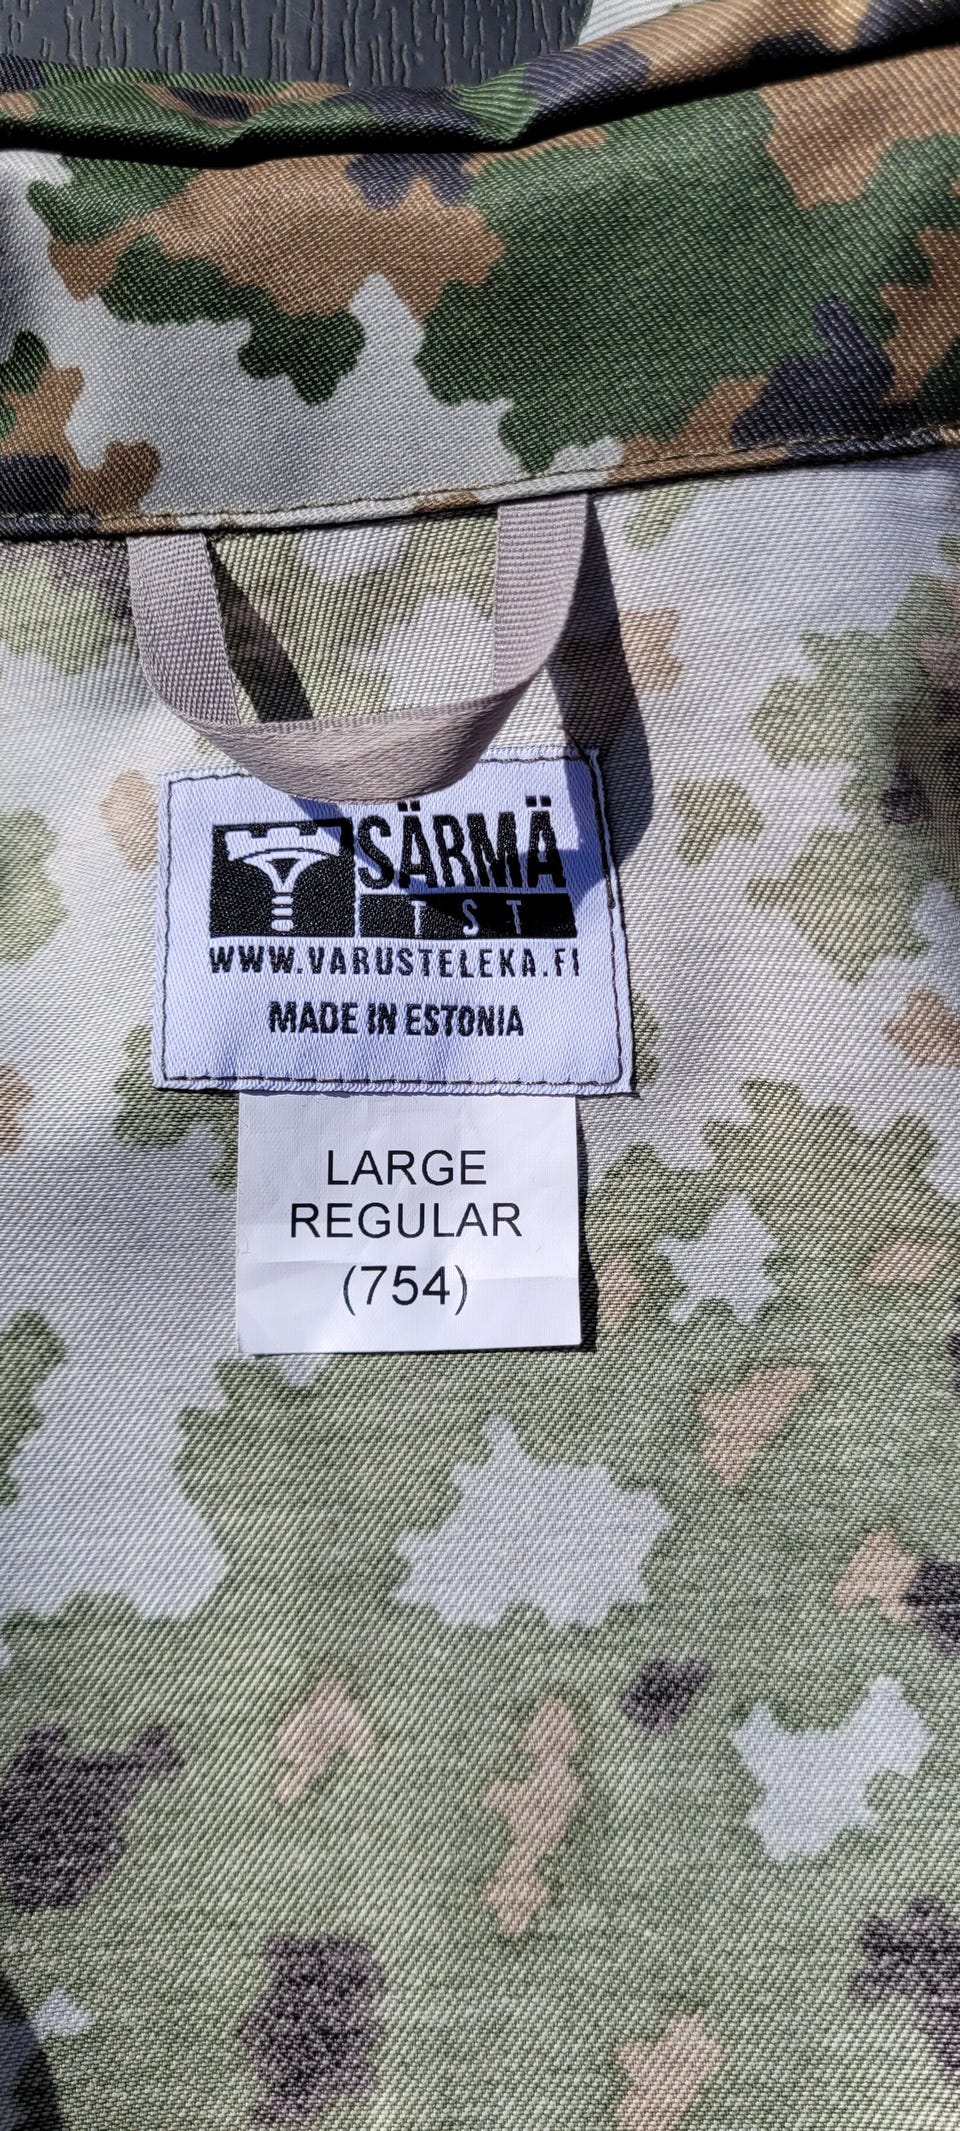 SÄRMÄ
TST
WWW.VARUSTELEKA.FI
MADE IN ESTONIA
LARGE
REGULAR
(754)